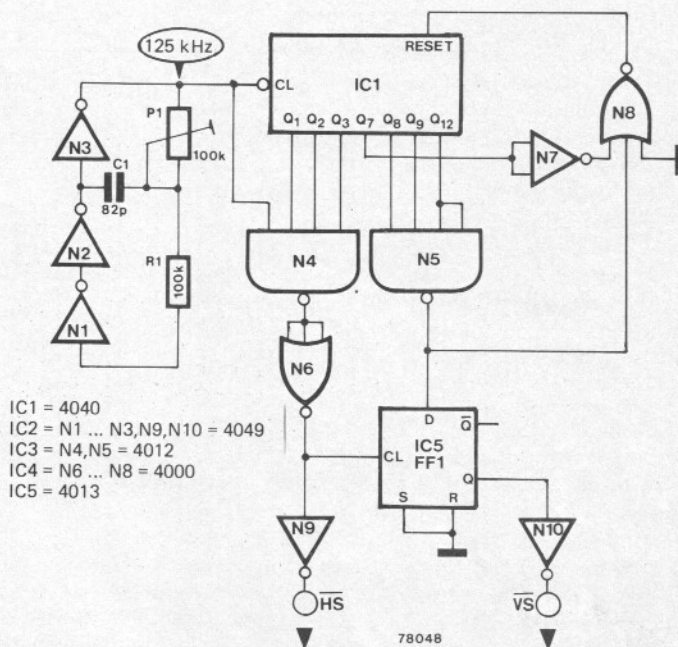 125 kHz
RESET
CL
IC1
Q1 Q2 Q3 Q7 Q8 Q9 Q12
P1
100k
N3
C1
82p
N8
N7
N2
R1
100k
N4
N5
N1
N6
D
Q̅
IC5
FF1
CL
Q
S
R
IC1 = 4040
IC2 = N1 ... N3,N9,N10 = 4049
IC3 = N4,N5 = 4012
IC4 = N6 ... N8 = 4000
IC5 = 4013
N9
N10
H̅S̅
V̅S̅
78048